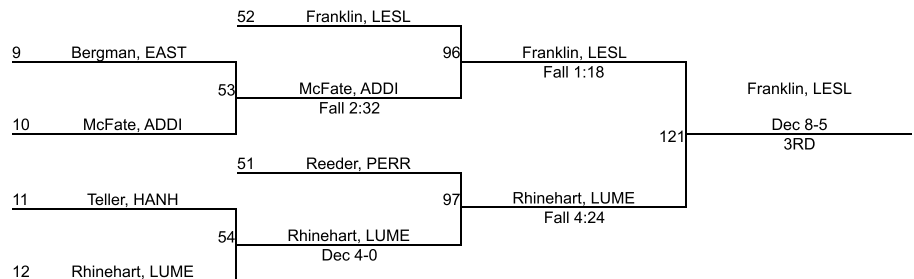 52 Franklin, LESL
9 Bergman, EAST
96 Franklin, LESL
Fall 1:18
53 McFate, ADDI
Fall 2:32
Franklin, LESL
10 McFate, ADDI
Dec 8-5
121
3RD
51 Reeder, PERR
11 Teller, HANH
97 Rhinehart, LUME
Fall 4:24
54 Rhinehart, LUME
Dec 4-0
12 Rhinehart, LUME